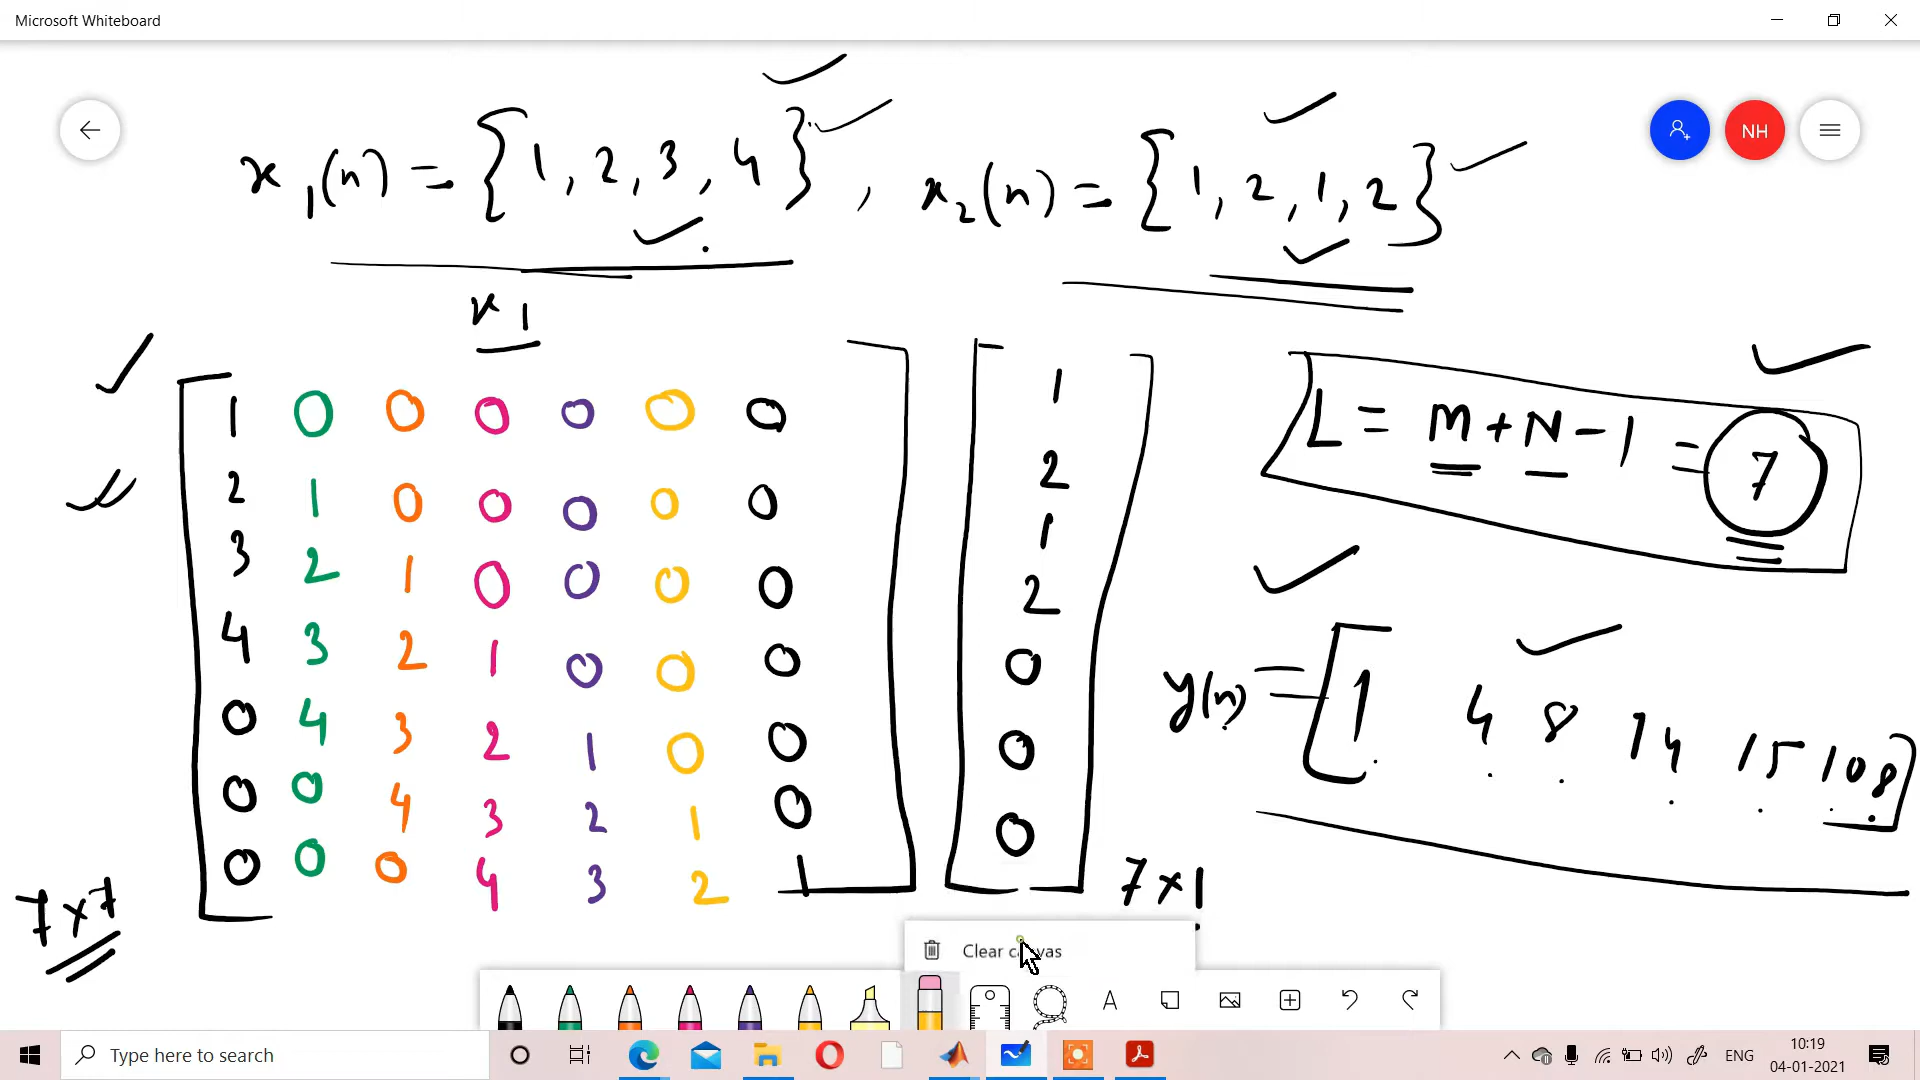 Microsoft Whiteboard
x₁(n) = {1, 2, 3, 4} , x₂(n) = {1, 2, 1, 2}
NH
x₁
1 0 0 0 0 0 0
2 1 0 0 0 0 0
3 2 1 0 0 0 0
4 3 2 1 0 0 0
0 4 3 2 1 0 0
0 0 4 3 2 1 0
0 0 0 4 3 2 1
7×7
1
2
1
2
0
0
0
7×1
L = M + N - 1 = 7
y(n) = [1 4 8 14 15 10 8]
Clear canvas
A
Type here to search
ENG
10:19
04-01-2021